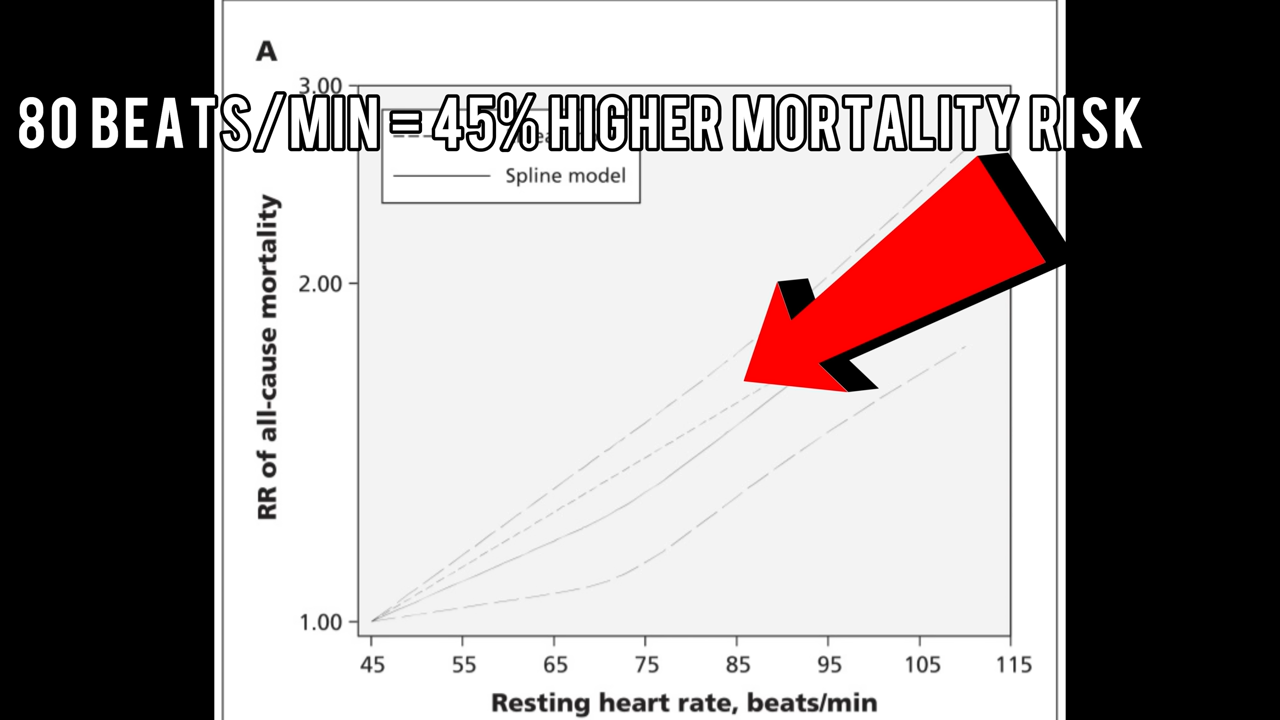 A
3.00
80 BEATS/MIN = 45% HIGHER MORTALITY RISK
Spline model
RR of all-cause mortality
2.00
1.00
45 55 65 75 85 95 105 115
Resting heart rate, beats/min